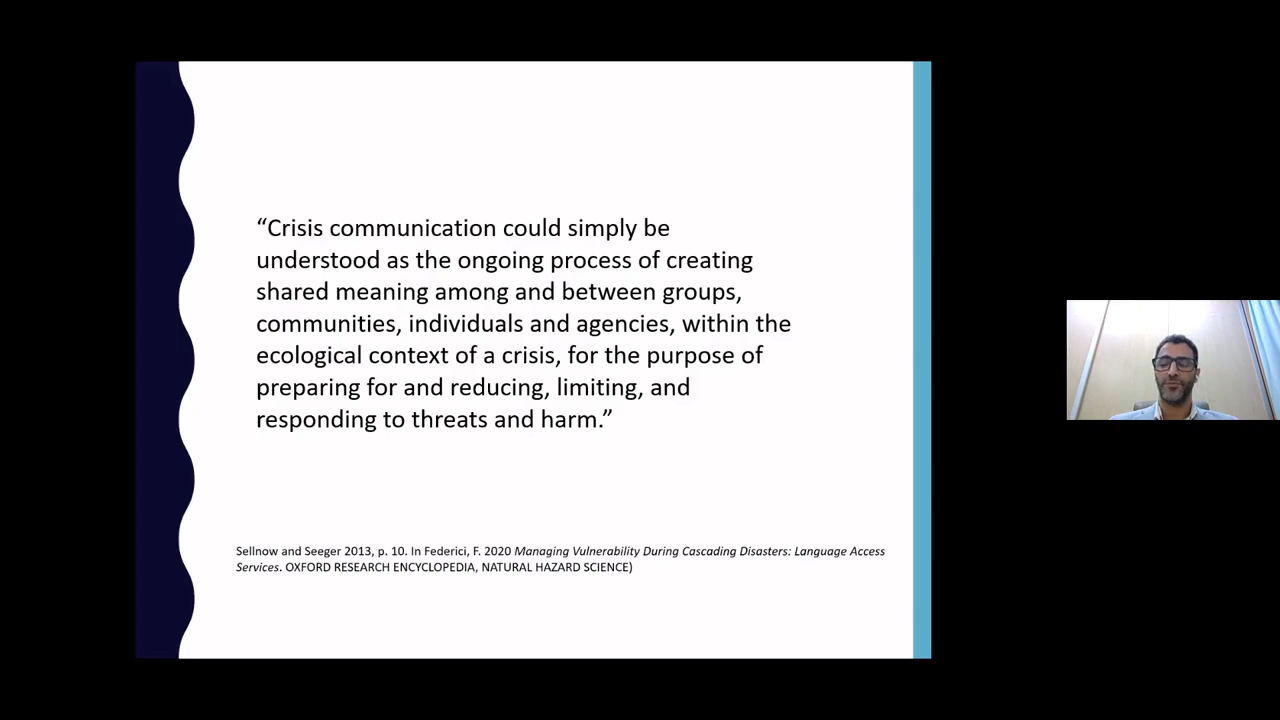 “Crisis communication could simply be
understood as the ongoing process of creating
shared meaning among and between groups,
communities, individuals and agencies, within the
ecological context of a crisis, for the purpose of
preparing for and reducing, limiting, and
responding to threats and harm.”
Sellnow and Seeger 2013, p. 10. In Federici, F. 2020 Managing Vulnerability During Cascading Disasters: Language Access
Services. OXFORD RESEARCH ENCYCLOPEDIA, NATURAL HAZARD SCIENCE)